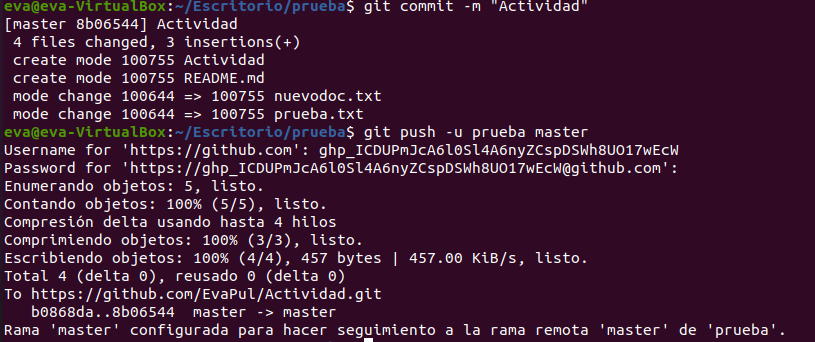 eva@eva-VirtualBox:~/Escritorio/prueba$ git commit -m "Actividad"
[master 8b06544] Actividad
 4 files changed, 3 insertions(+)
 create mode 100755 Actividad
 create mode 100755 README.md
 mode change 100644 => 100755 nuevodoc.txt
 mode change 100644 => 100755 prueba.txt
eva@eva-VirtualBox:~/Escritorio/prueba$ git push -u prueba master
Username for 'https://github.com': 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
Password for 'https://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@github.com':
Enumerando objetos: 5, listo.
Contando objetos: 100% (5/5), listo.
Compresión delta usando hasta 4 hilos
Comprimiendo objetos: 100% (3/3), listo.
Escribiendo objetos: 100% (4/4), 457 bytes | 457.00 KiB/s, listo.
Total 4 (delta 0), reusado 0 (delta 0)
To https://github.com/EvaPul/Actividad.git
   b0868da..8b06544  master -> master
Rama 'master' configurada para hacer seguimiento a la rama remota 'master' de 'prueba'.